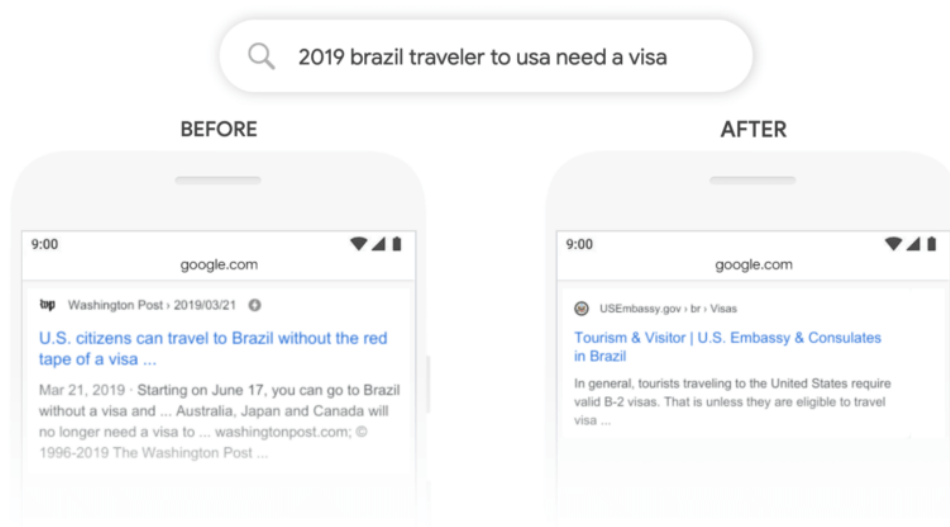 2019 brazil traveler to usa need a visa
BEFORE
9:00
google.com
wp Washington Post › 2019/03/21
U.S. citizens can travel to Brazil without the red
tape of a visa ...
Mar 21, 2019 · Starting on June 17, you can go to Brazil
without a visa and ... Australia, Japan and Canada will
no longer need a visa to ... washingtonpost.com; ©
1996-2019 The Washington Post ...
AFTER
9:00
google.com
USEmbassy.gov › br › Visas
Tourism & Visitor | U.S. Embassy & Consulates
in Brazil
In general, tourists traveling to the United States require
valid B-2 visas. That is unless they are eligible to travel
visa ...